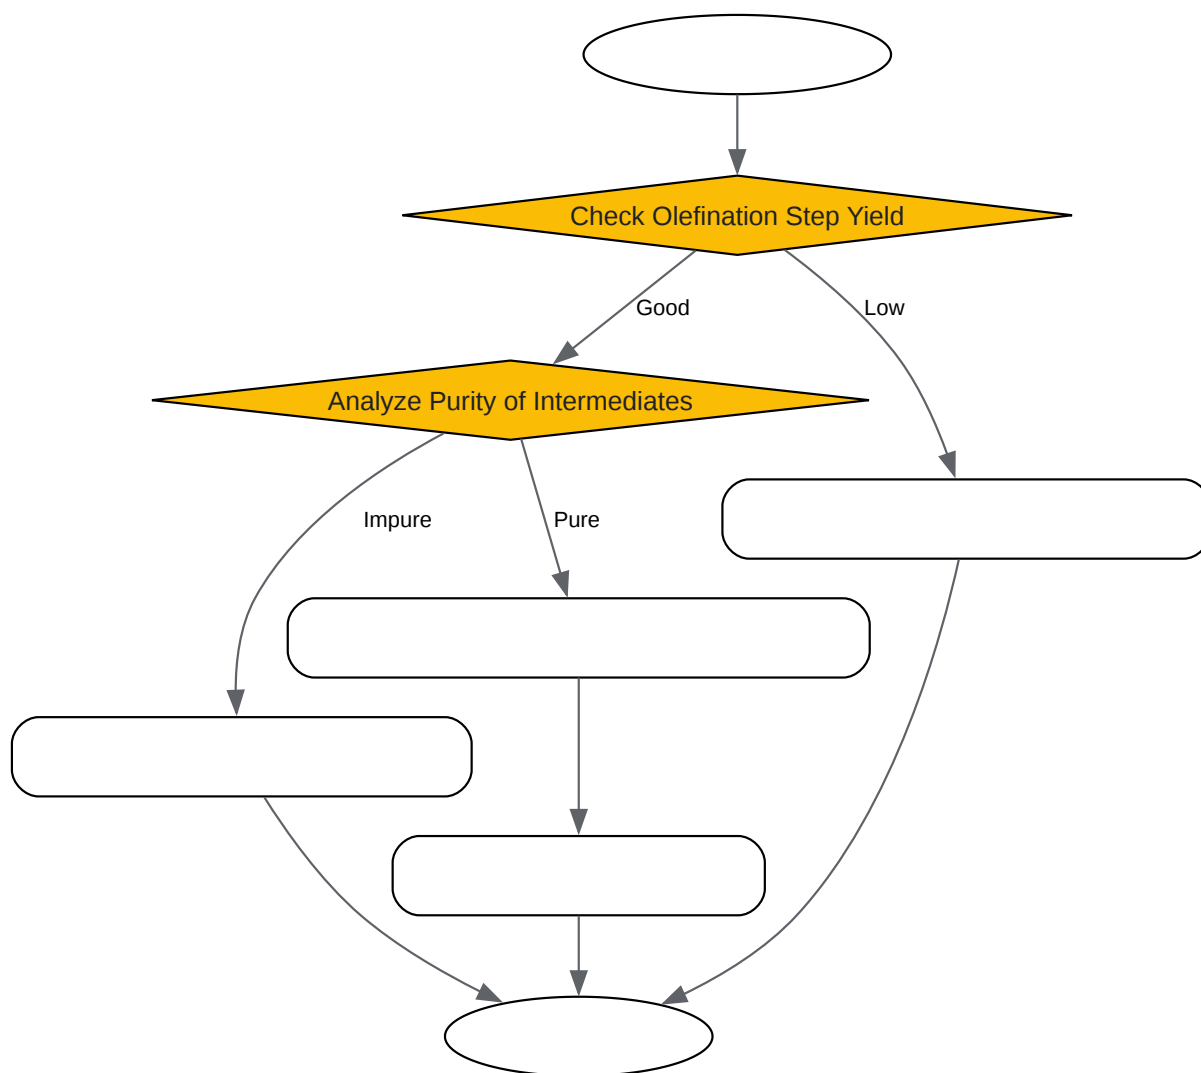 Check Olefination Step Yield
Good
Low
Analyze Purity of Intermediates
Impure
Pure